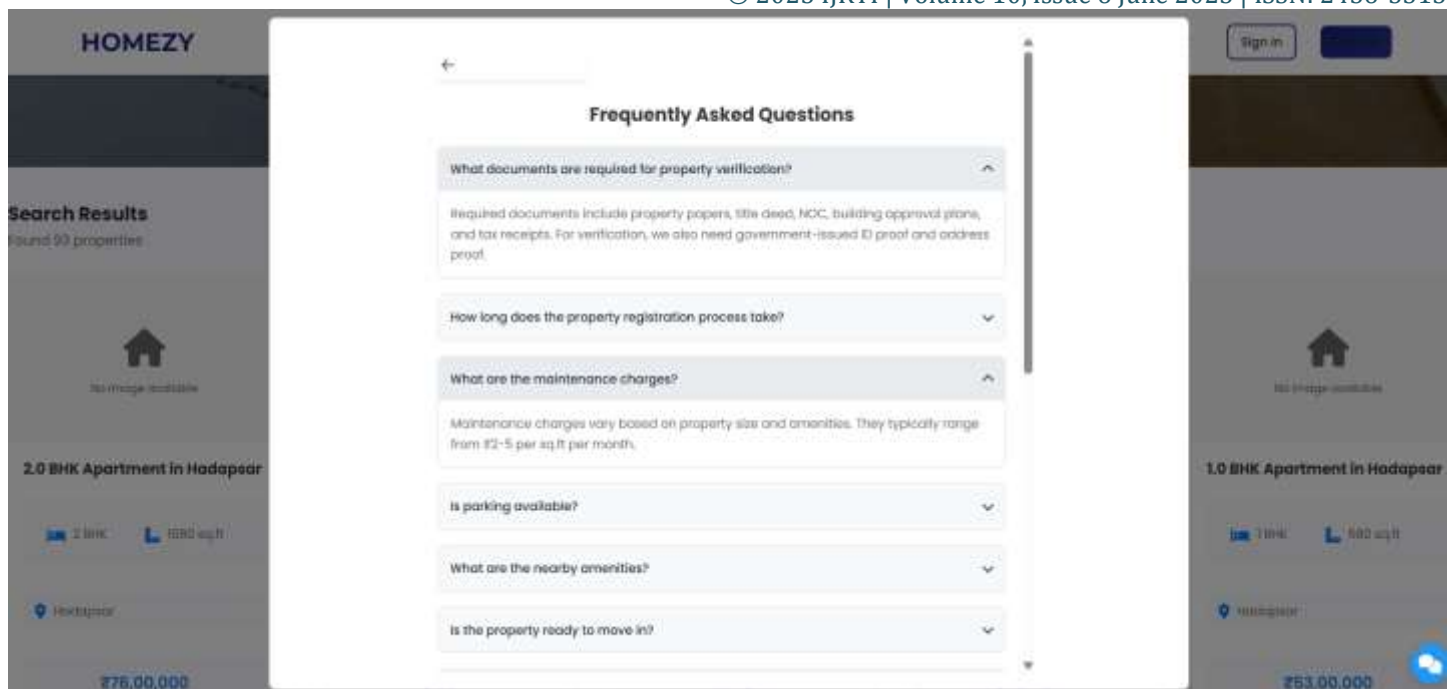 © 2025 IJRTI | Volume 10, Issue 6 June 2025 | ISSN: 2456-3315
HOMEZY
Sign in
Frequently Asked Questions
What documents are required for property verification?
Required documents include property papers, title deed, NOC, building approval plans,
and tax receipts. For verification, we also need government-issued ID proof and address
proof.
How long does the property registration process take?
What are the maintenance charges?
Maintenance charges vary based on property size and amenities. They typically range
from ₹2-5 per sq.ft per month.
Is parking available?
What are the nearby amenities?
Is the property ready to move in?
Search Results
Found 93 properties
No image available
2.0 BHK Apartment in Hadapsar
2 BHK
sq.ft
Hadapsar
₹76,00,000
No image available
1.0 BHK Apartment in Hadapsar
1 BHK
sq.ft
Hadapsar
₹53,00,000